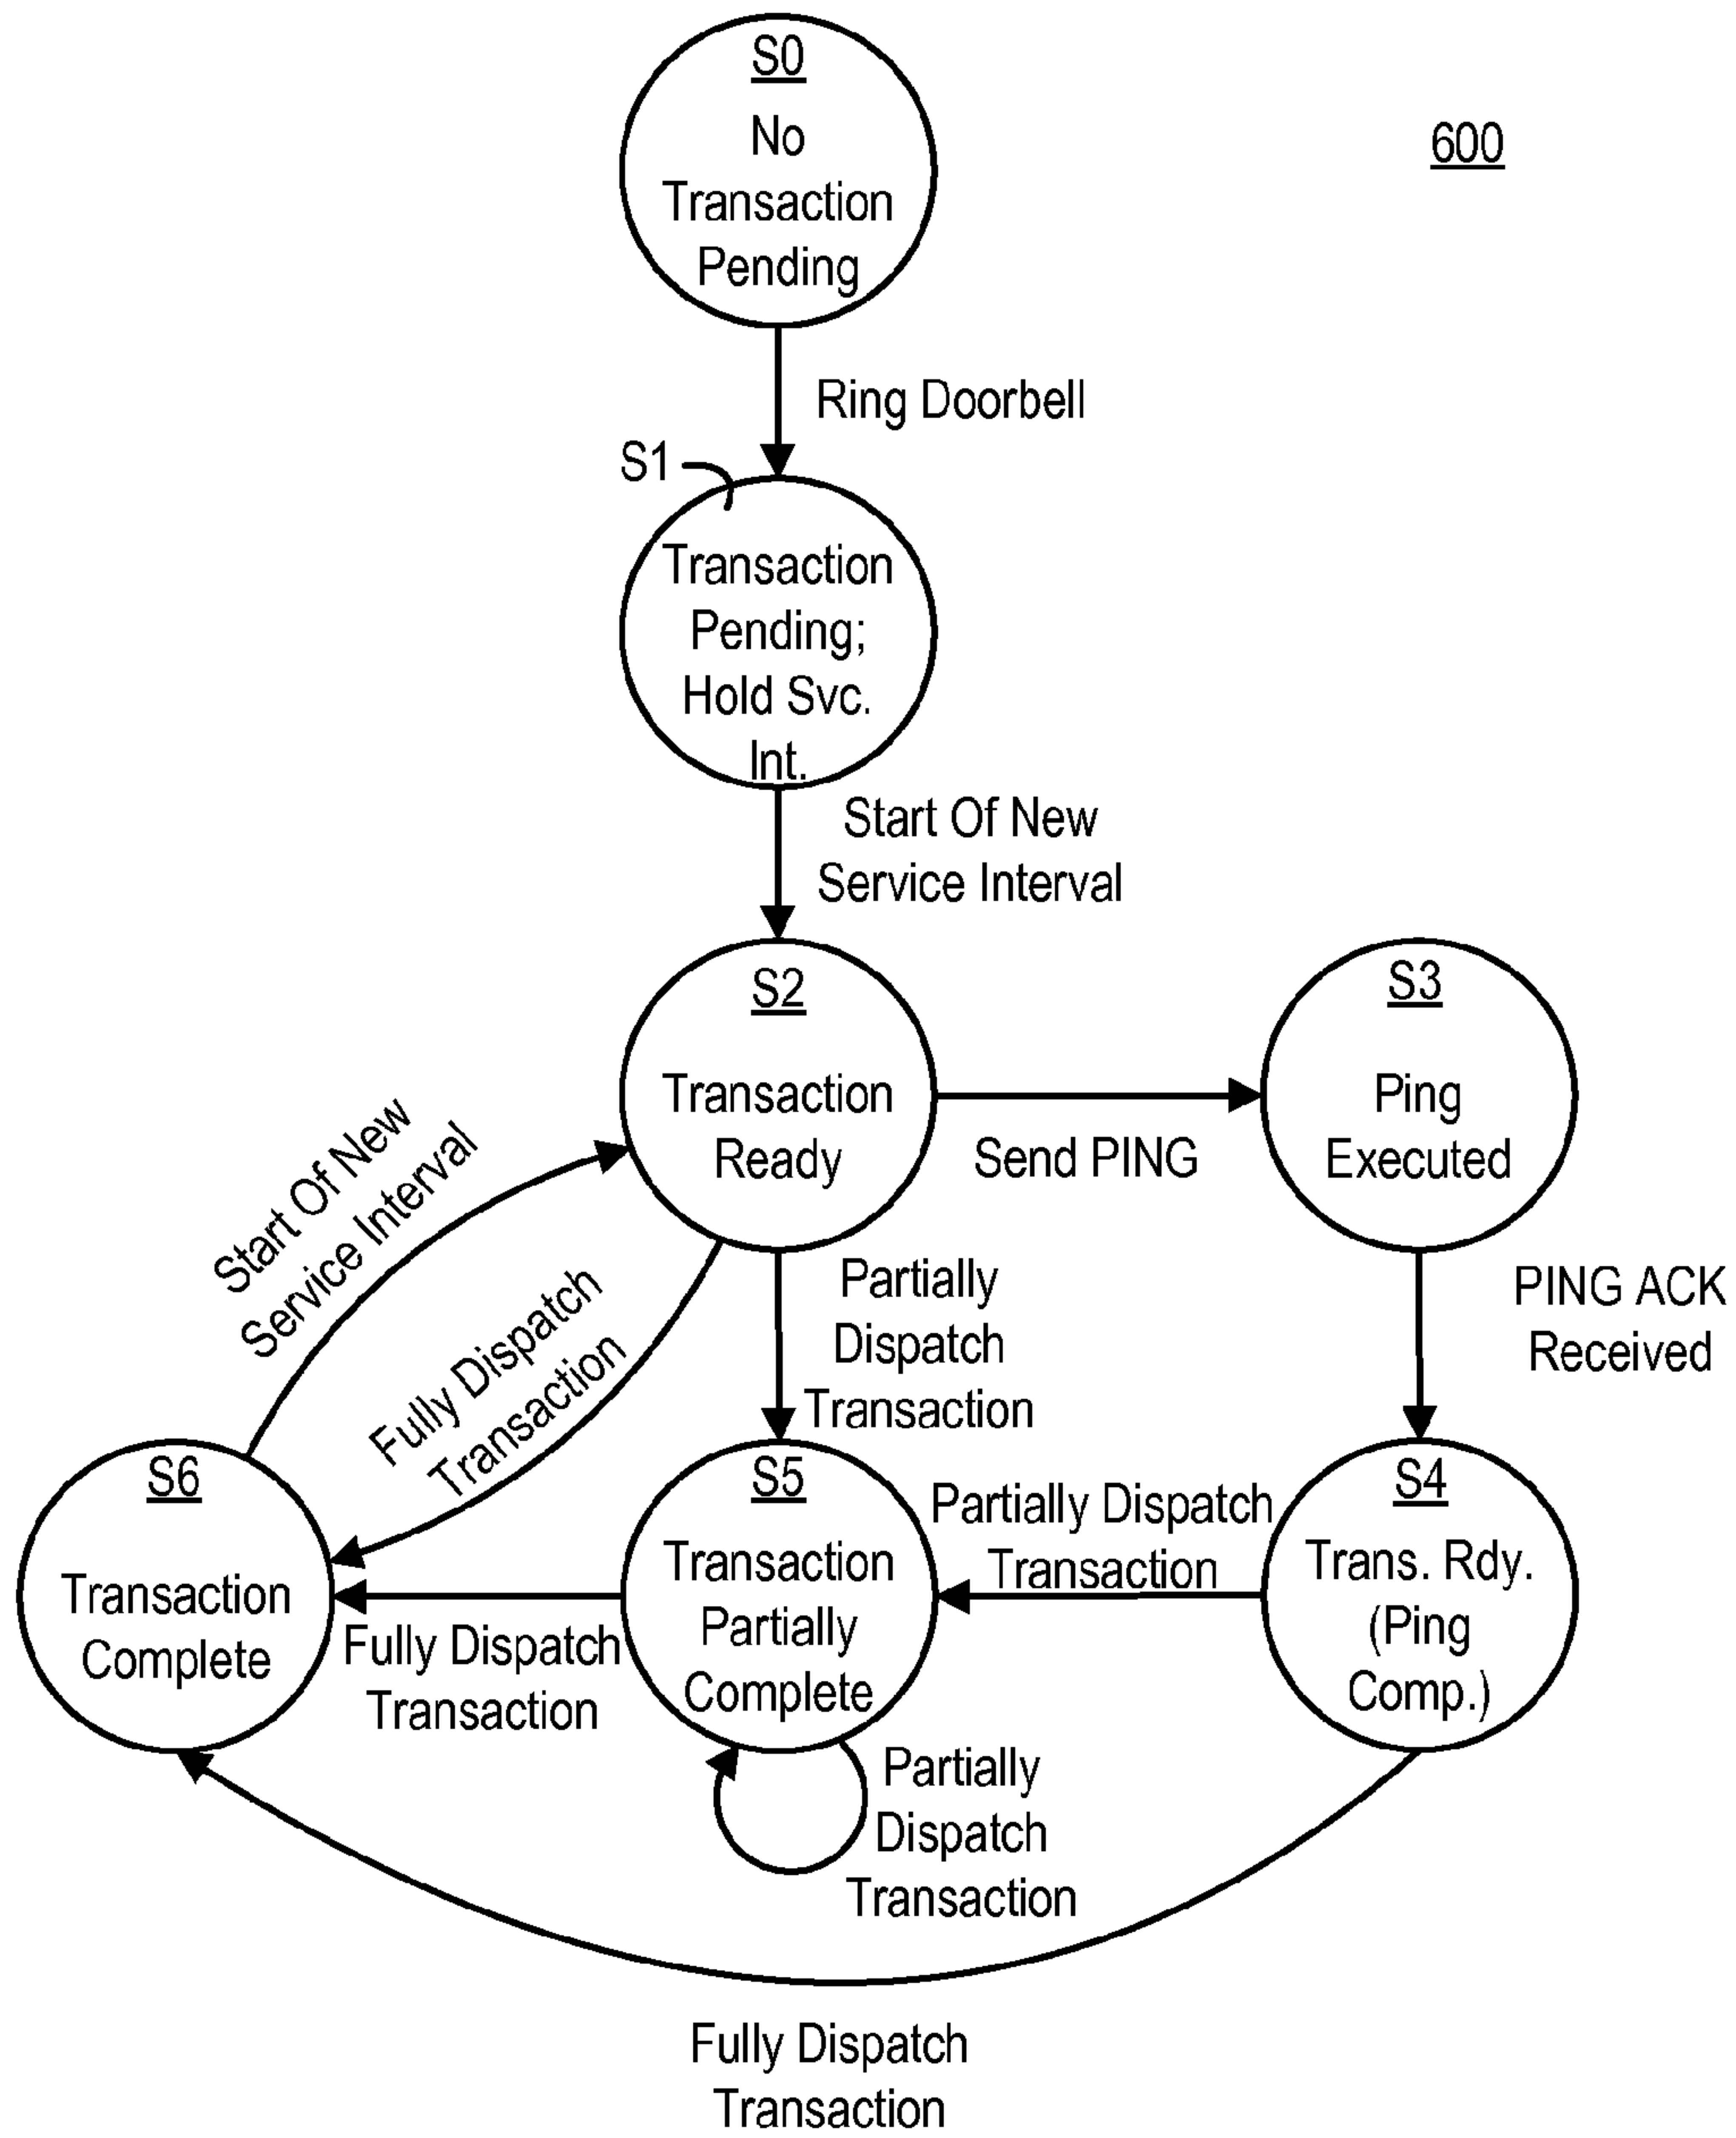 S0
No
Transaction
Pending
600
Ring Doorbell
S1
Transaction
Pending;
Hold Svc.
Int.
Start Of New
Service Interval
S2
Transaction
Ready
S3
Ping
Executed
Send PING
Start Of New
Service Interval
Fully Dispatch
Transaction
Partially
Dispatch
Transaction
PING ACK
Received
S6
Transaction
Complete
S5
Transaction
Partially
Complete
Partially Dispatch
Transaction
S4
Trans. Rdy.
(Ping
Comp.)
Fully Dispatch
Transaction
Partially
Dispatch
Transaction
Fully Dispatch
Transaction